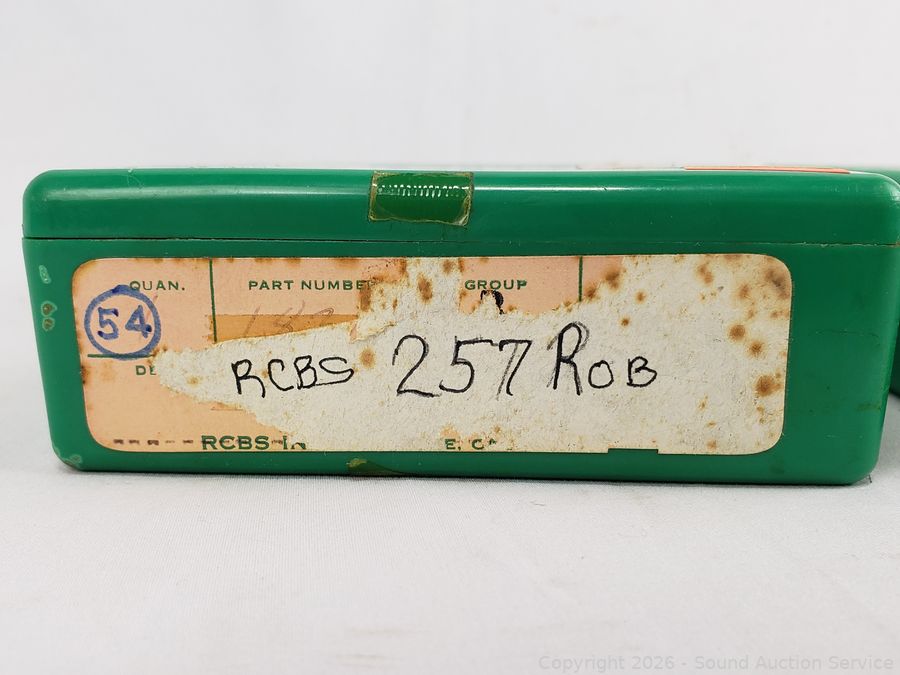 QUAN. PART NUMBER GROUP
54
RCBS 257 ROB
RCBS
Copyright 2026 - Sound Auction Service